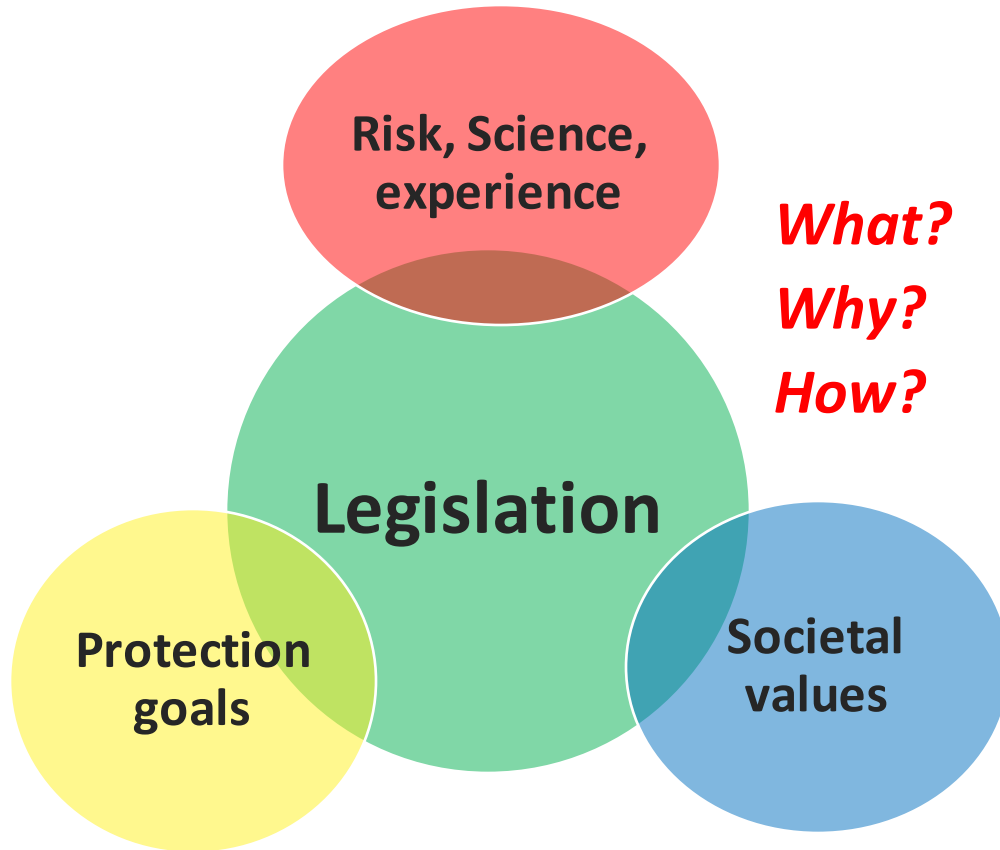 Risk, Science,
experience
What?
Why?
How?
Legislation
Protection
goals
Societal
values